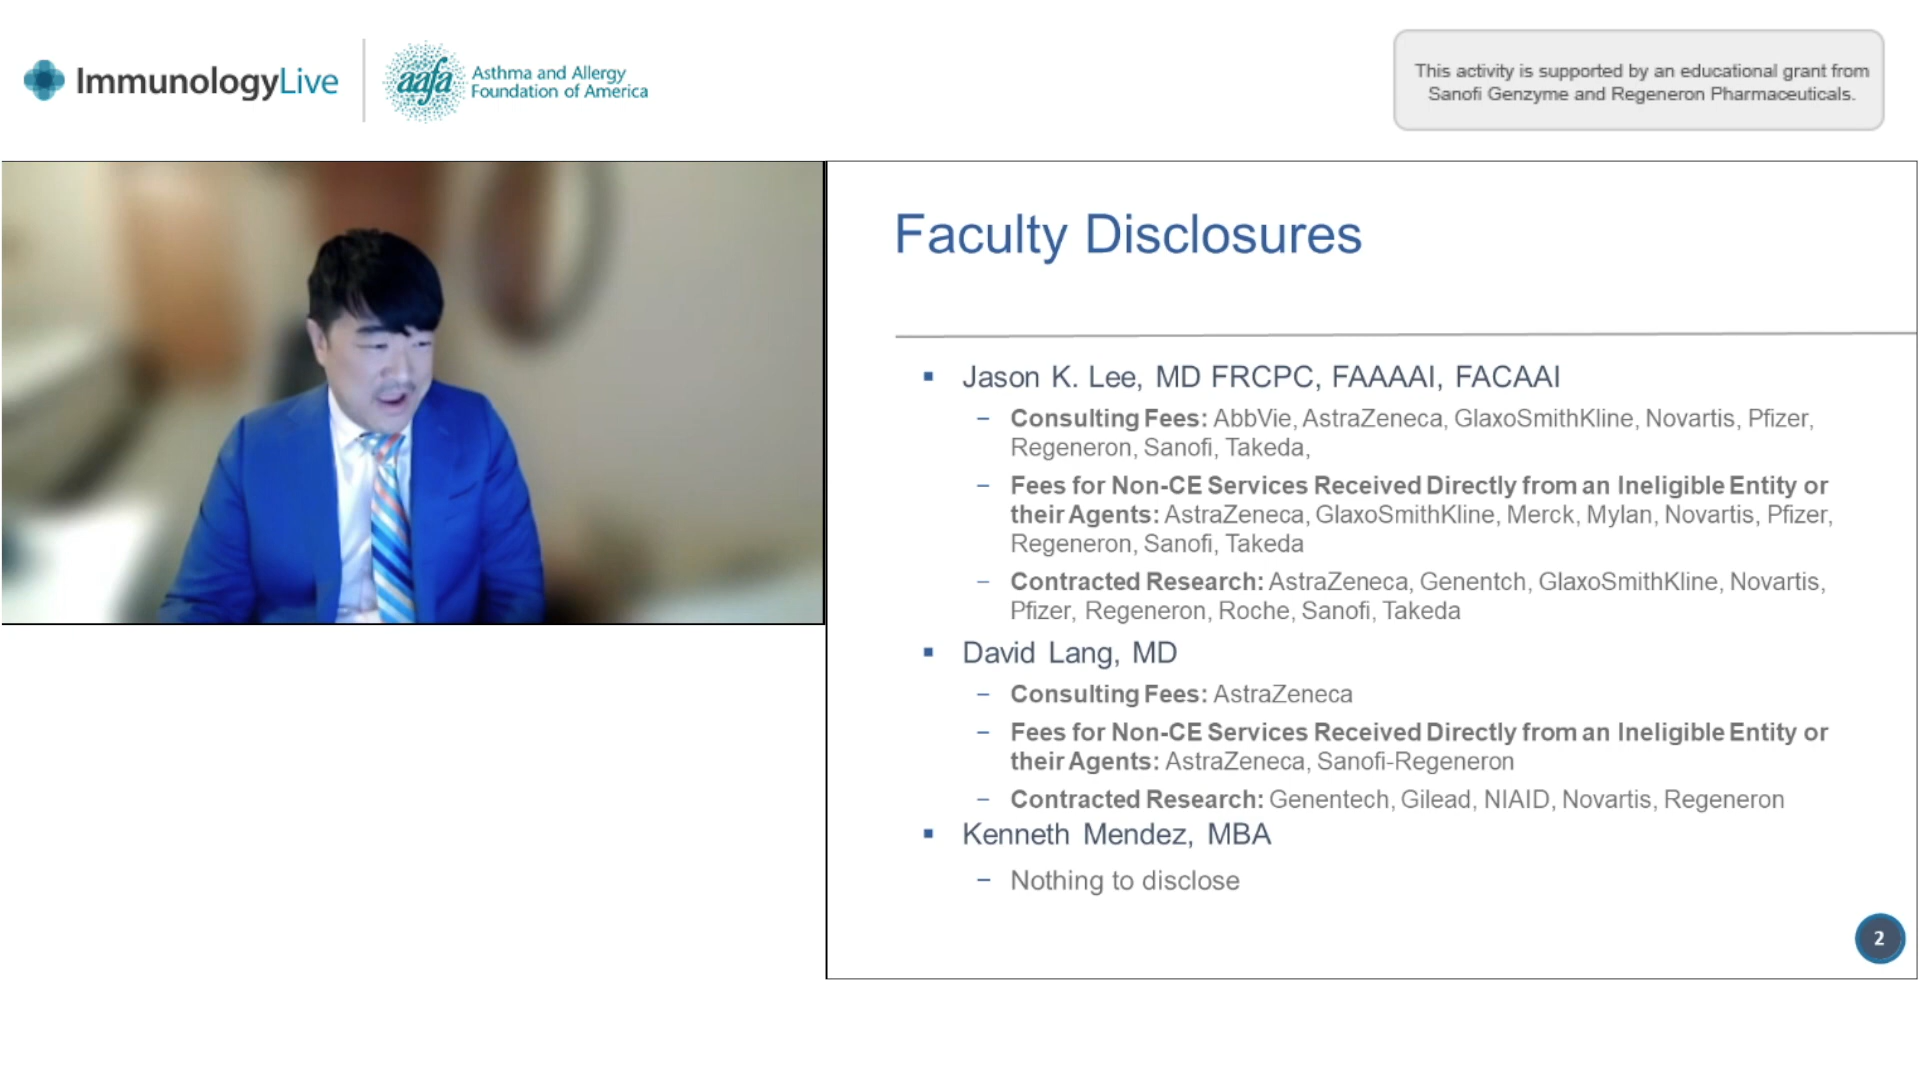 ImmunologyLive
aafa
Asthma and Allergy
Foundation of America
This activity is supported by an educational grant from
Sanofi Genzyme and Regeneron Pharmaceuticals.
Faculty Disclosures
▪ Jason K. Lee, MD FRCPC, FAAAAI, FACAAI
– Consulting Fees: AbbVie, AstraZeneca, GlaxoSmithKline, Novartis, Pfizer,
Regeneron, Sanofi, Takeda,
– Fees for Non-CE Services Received Directly from an Ineligible Entity or
their Agents: AstraZeneca, GlaxoSmithKline, Merck, Mylan, Novartis, Pfizer,
Regeneron, Sanofi, Takeda
– Contracted Research: AstraZeneca, Genentch, GlaxoSmithKline, Novartis,
Pfizer, Regeneron, Roche, Sanofi, Takeda
▪ David Lang, MD
– Consulting Fees: AstraZeneca
– Fees for Non-CE Services Received Directly from an Ineligible Entity or
their Agents: AstraZeneca, Sanofi-Regeneron
– Contracted Research: Genentech, Gilead, NIAID, Novartis, Regeneron
▪ Kenneth Mendez, MBA
– Nothing to disclose
2